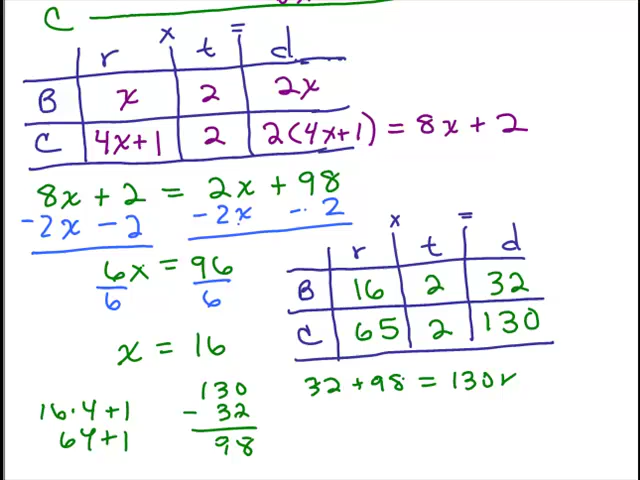 C
r x t = d
B x 2 2x
C 4x+1 2 2(4x+1) = 8x + 2
8x + 2 = 2x + 98
-2x - 2 -2x - 2
6x = 96
6 6
x = 16
16·4+1
64+1
130
- 32
98
r x t = d
B 16 2 32
C 65 2 130
32 + 98 = 130